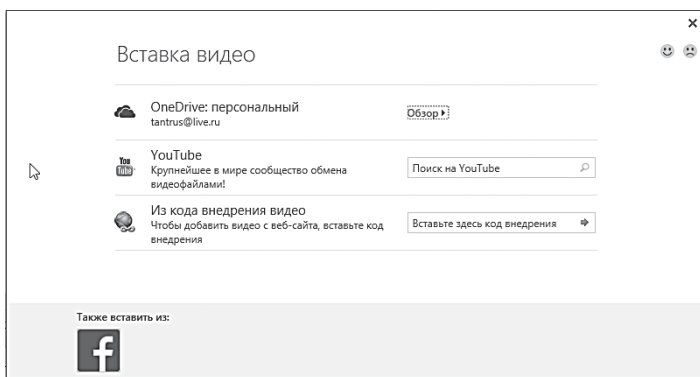 Вставка видео
OneDrive: персональный
tantrus@live.ru
Обзор
YouTube
Крупнейшее в мире сообщество обмена
видеофайлами!
Поиск на YouTube
You
Tube
Из кода внедрения видео
Чтобы добавить видео с веб-сайта, вставьте код
внедрения
Вставьте здесь код внедрения
Также вставить из:
f